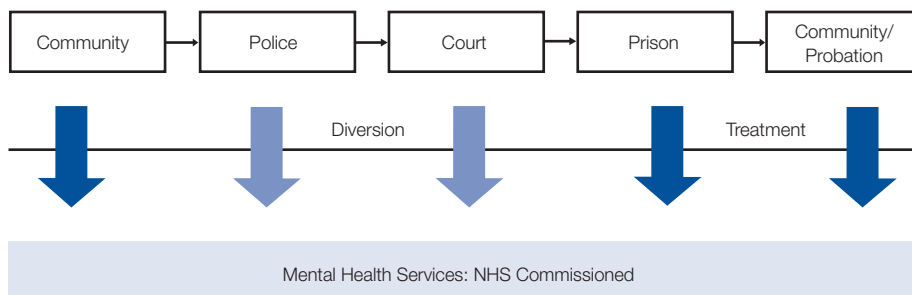 Community
Police
Court
Prison
Community/
Probation
Diversion
Treatment
Mental Health Services: NHS Commissioned